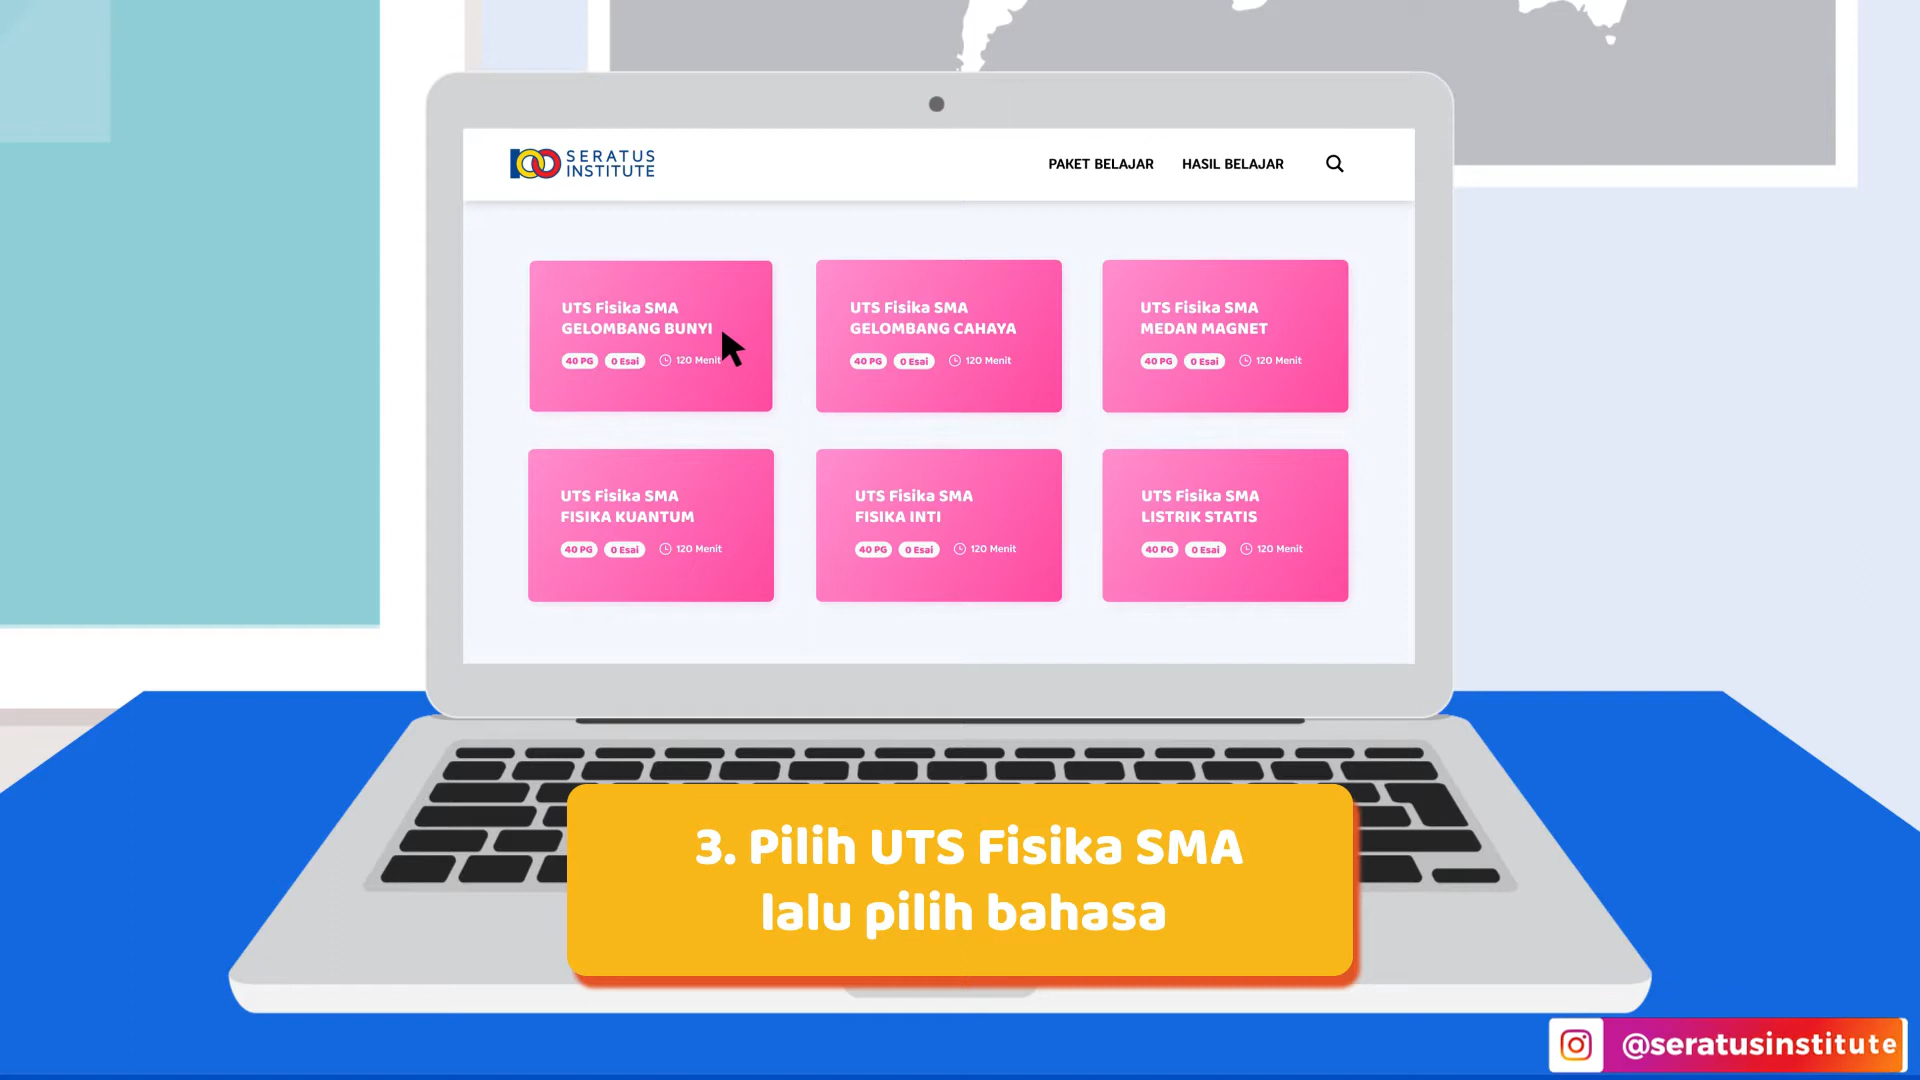 100 SERATUS
INSTITUTE
PAKET BELAJAR
HASIL BELAJAR
UTS Fisika SMA
GELOMBANG BUNYI
40 PG
0 Esai
120 Menit
UTS Fisika SMA
GELOMBANG CAHAYA
40 PG
0 Esai
120 Menit
UTS Fisika SMA
MEDAN MAGNET
40 PG
0 Esai
120 Menit
UTS Fisika SMA
FISIKA KUANTUM
40 PG
0 Esai
120 Menit
UTS Fisika SMA
FISIKA INTI
40 PG
0 Esai
120 Menit
UTS Fisika SMA
LISTRIK STATIS
40 PG
0 Esai
120 Menit
3. Pilih UTS Fisika SMA
lalu pilih bahasa
@seratusinstitute